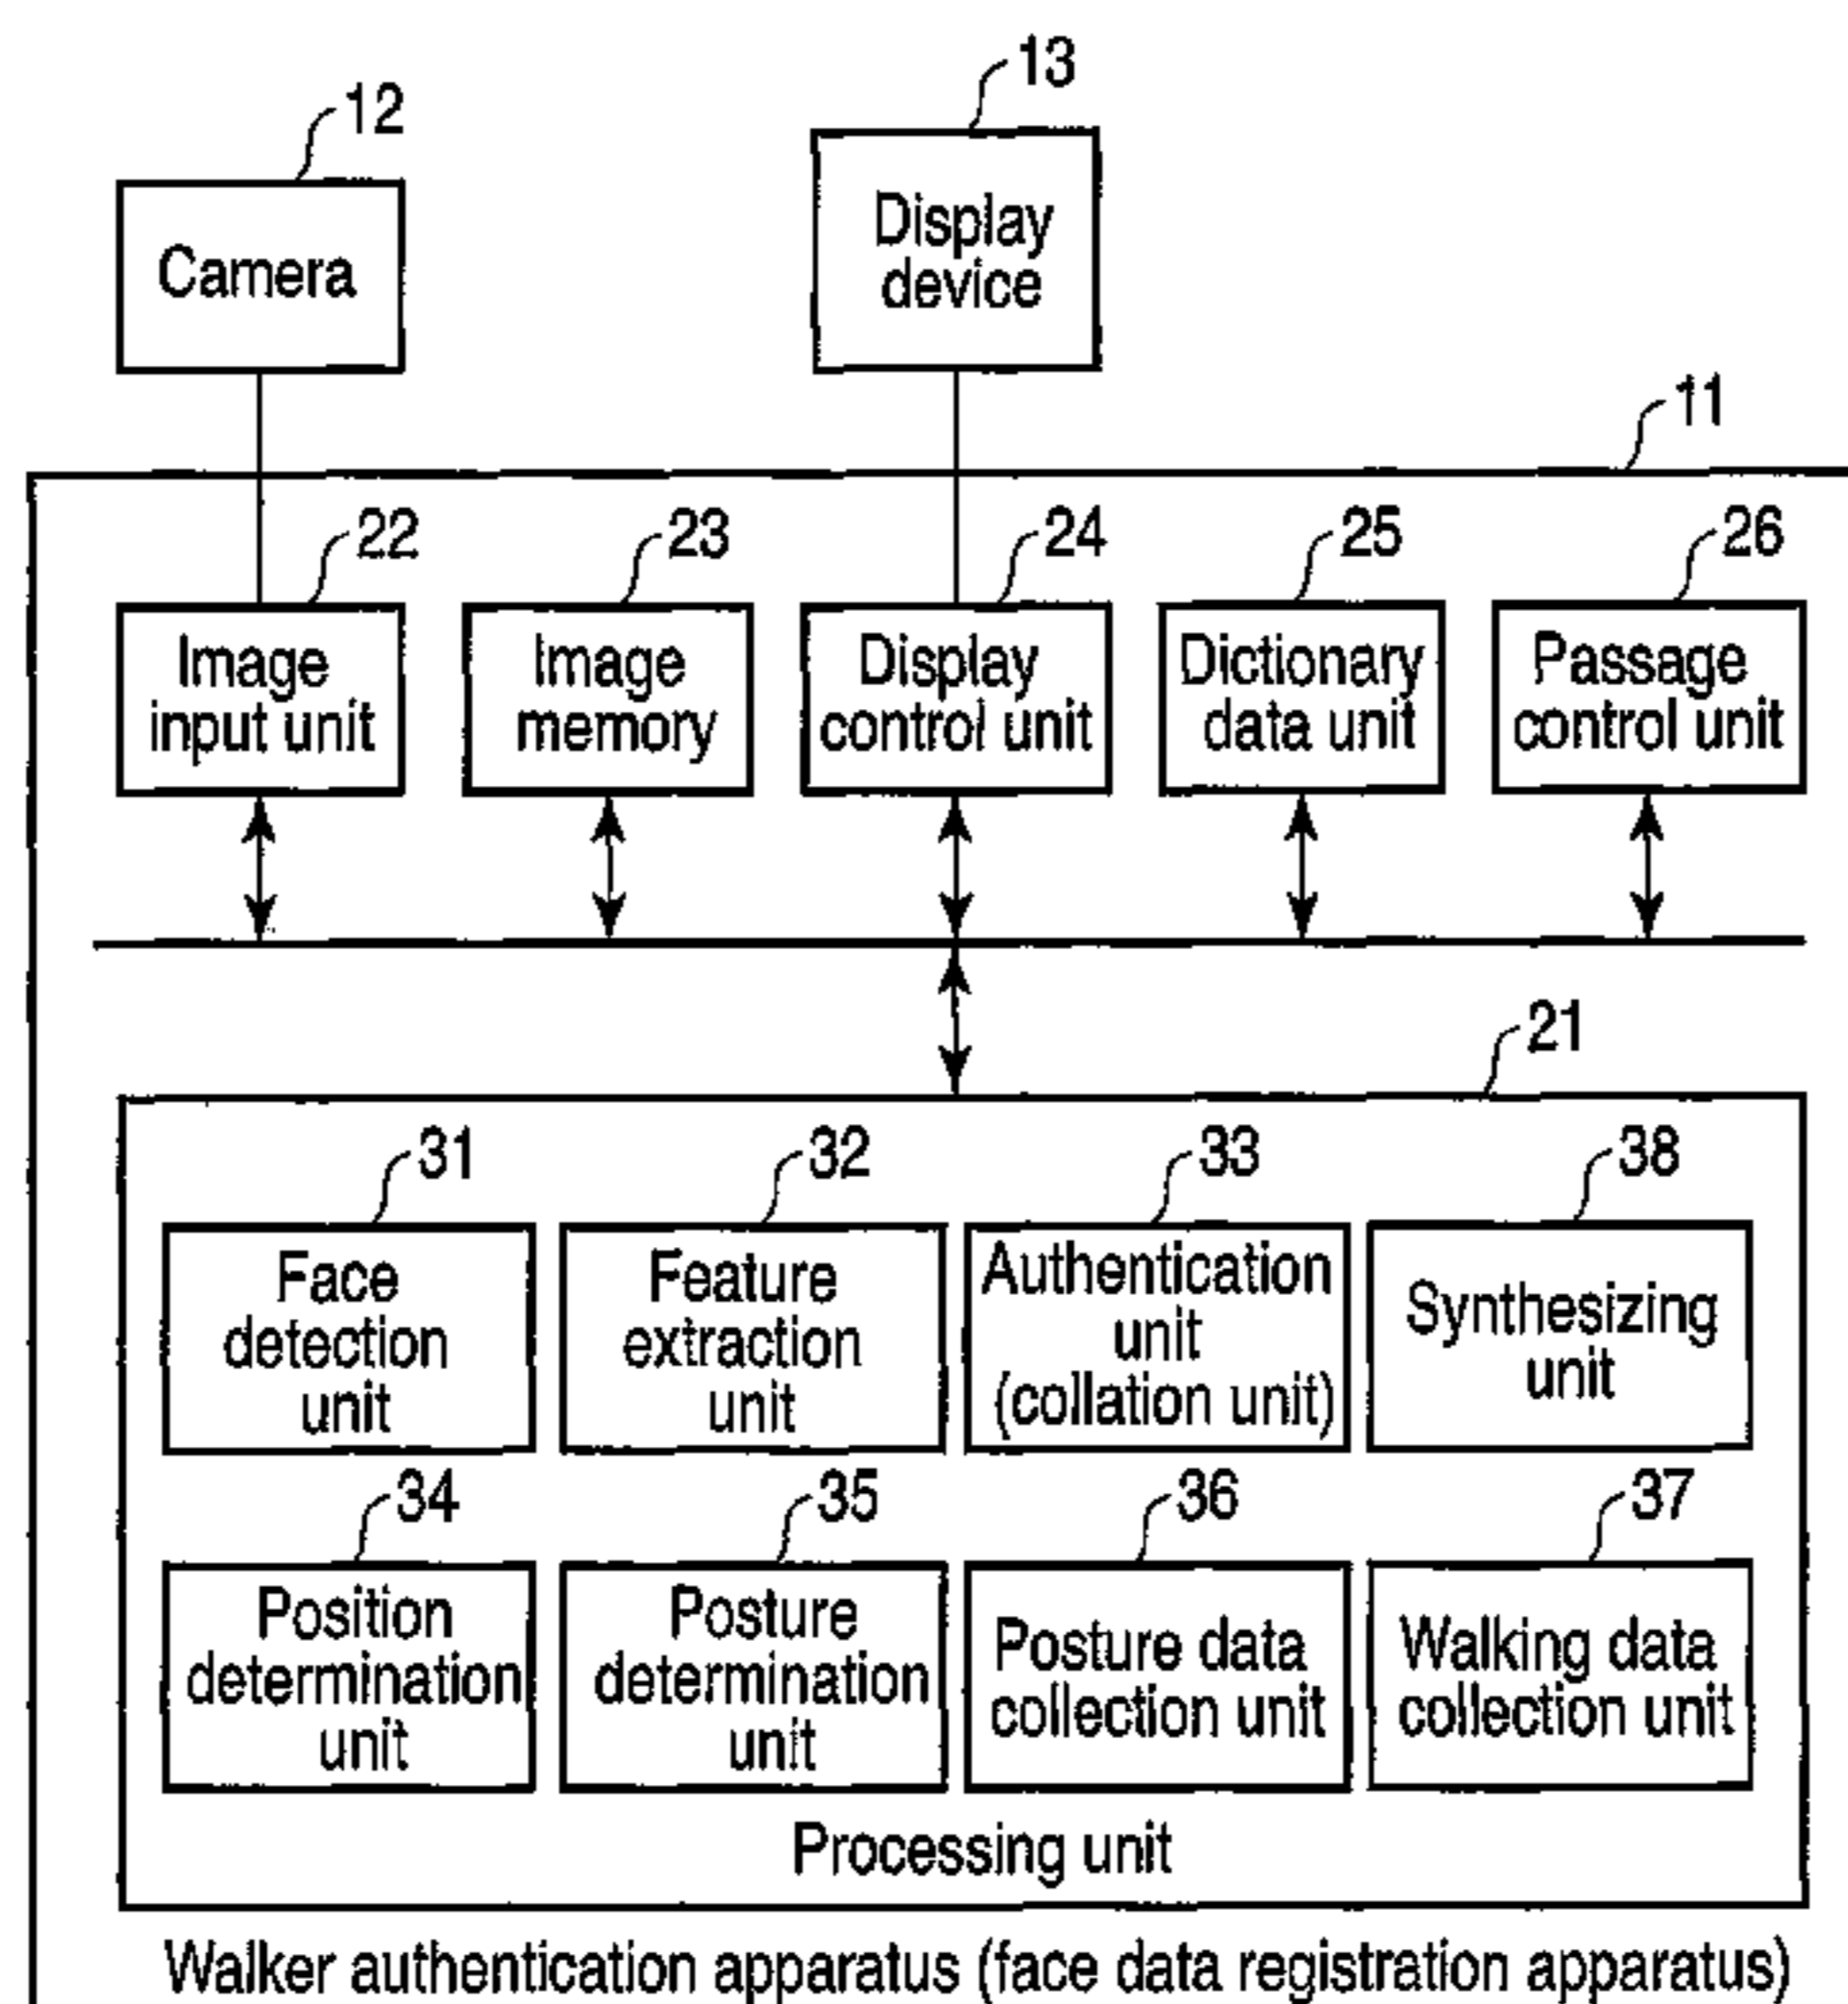 13
12
Display
device
Camera
11
22
23
24
25
26
Image
input unit
Image
memory
Display
control unit
Dictionary
data unit
Passage
control unit
21
31
32
33
38
Face
detection
unit
Feature
extraction
unit
Authentication
unit
(collation unit)
Synthesizing
unit
34
35
36
37
Position
determination
unit
Posture
determination
unit
Posture data
collection unit
Walking data
collection unit
Processing unit
Walker authentication apparatus (face data registration apparatus)